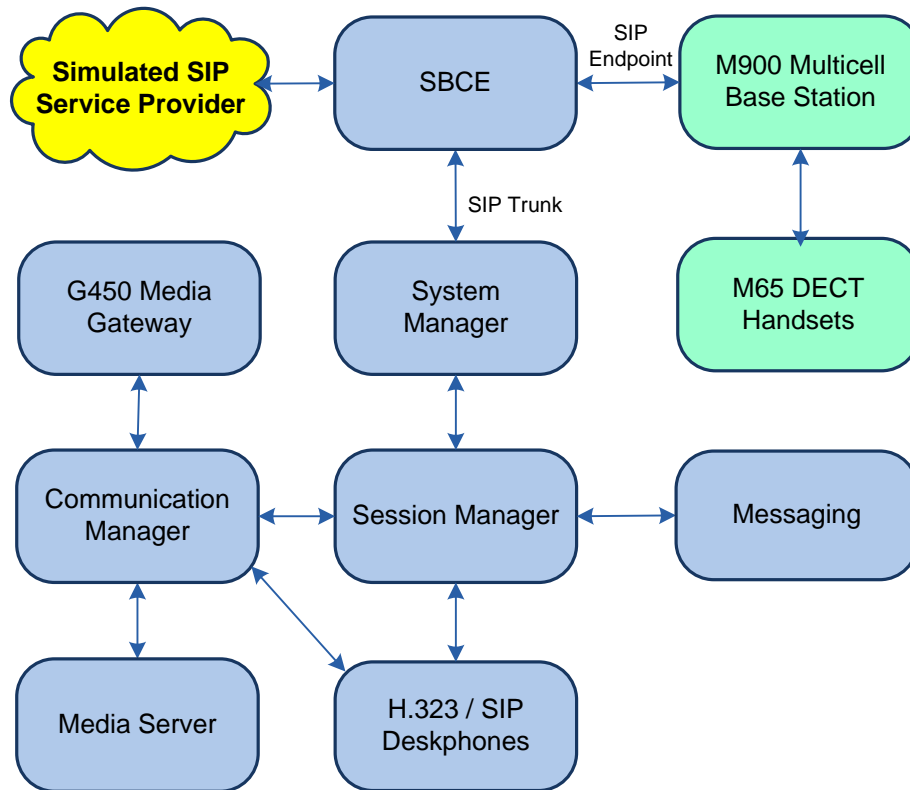 Simulated SIP
Service Provider
SBCE
SIP
Endpoint
M900 Multicell
Base Station
SIP Trunk
G450 Media
Gateway
System
Manager
M65 DECT
Handsets
Communication
Manager
Session Manager
Messaging
Media Server
H.323 / SIP
Deskphones